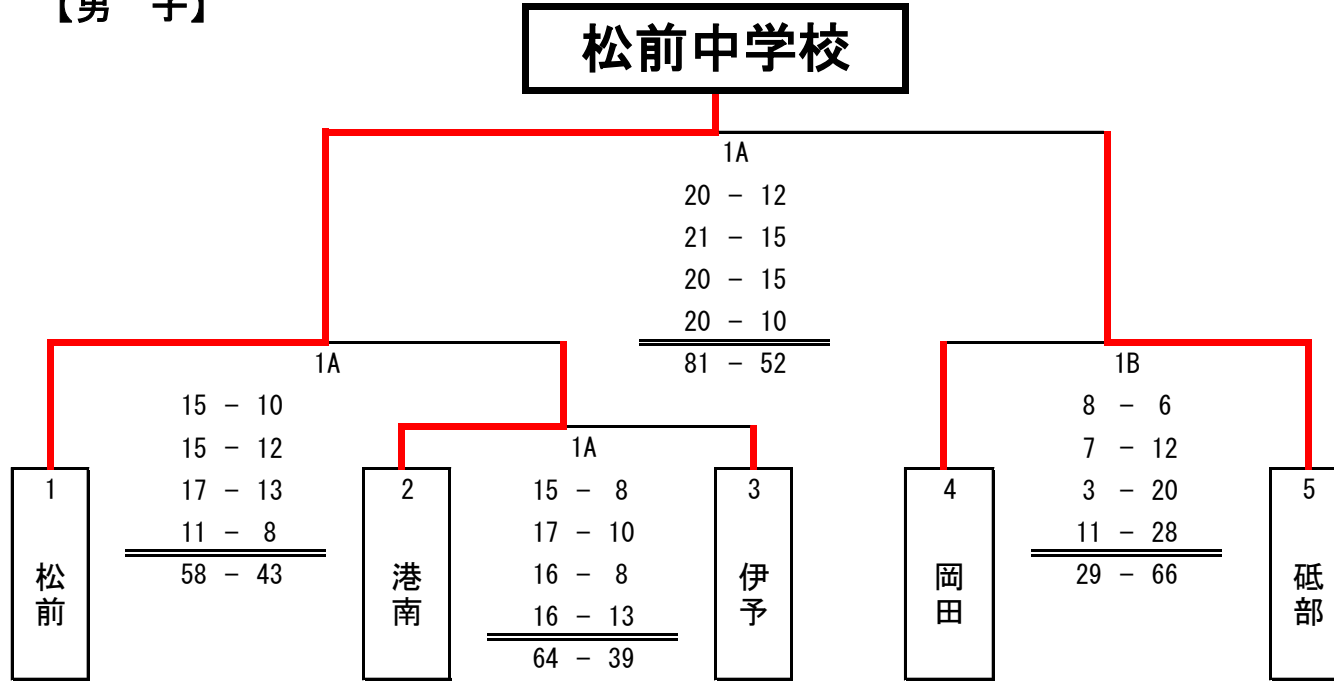 【男　子】
松前中学校
1A
20 － 12
21 － 15
20 － 15
20 － 10
81 － 52
1A
15 － 10
15 － 12
17 － 13
11 － 8
58 － 43
1A
15 － 8
17 － 10
16 － 8
16 － 13
64 － 39
1B
8 － 6
7 － 12
3 － 20
11 － 28
29 － 66
1
松前
2
港南
3
伊予
4
岡田
5
砥部